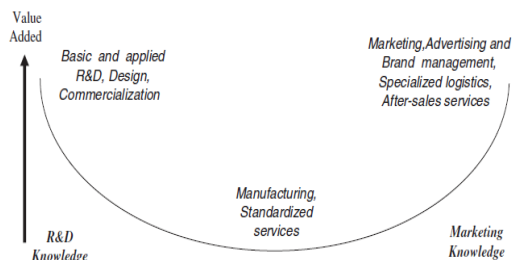 Value
Added
Basic and applied
R&D, Design,
Commercialization
Marketing,Advertising and
Brand management,
Specialized logistics,
After-sales services
Manufacturing,
Standardized
services
R&D
Knowledge
Marketing
Knowledge